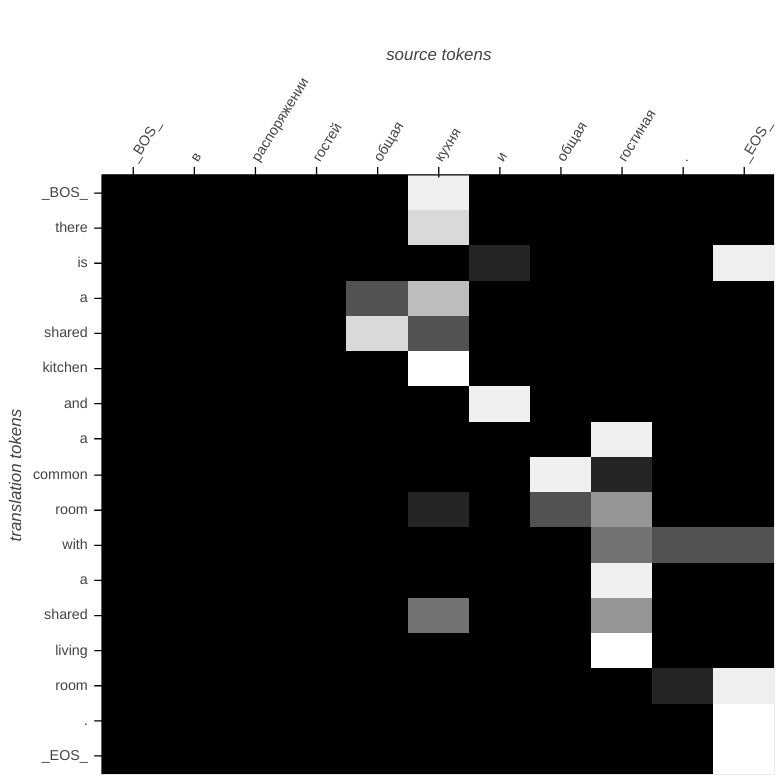 source tokens
_BOS_
в
распоряжении
гостей
общая
кухня
и
общая
гостиная
.
_EOS_
translation tokens
_BOS_
there
is
a
shared
kitchen
and
a
common
room
with
a
shared
living
room
.
_EOS_